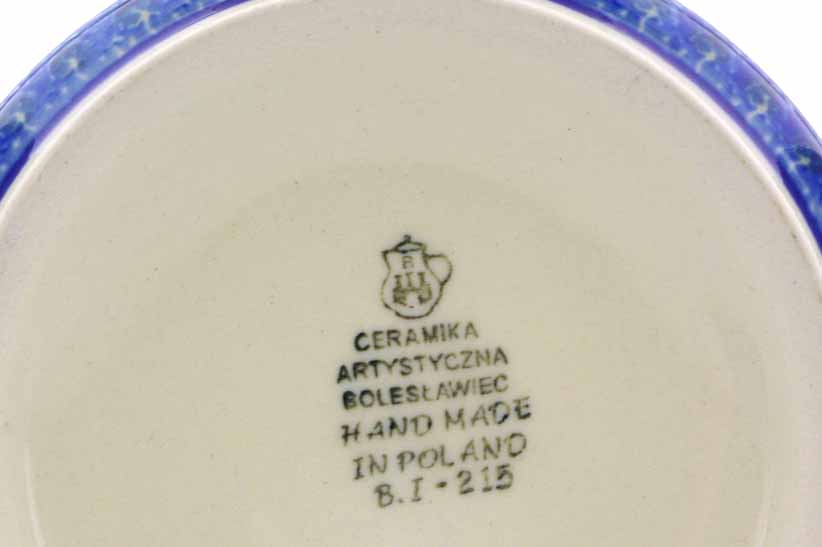 CERAMIKA
ARTYSTYCZNA
BOLESŁAWIEC
HAND MADE
IN POLAND
B.I-215